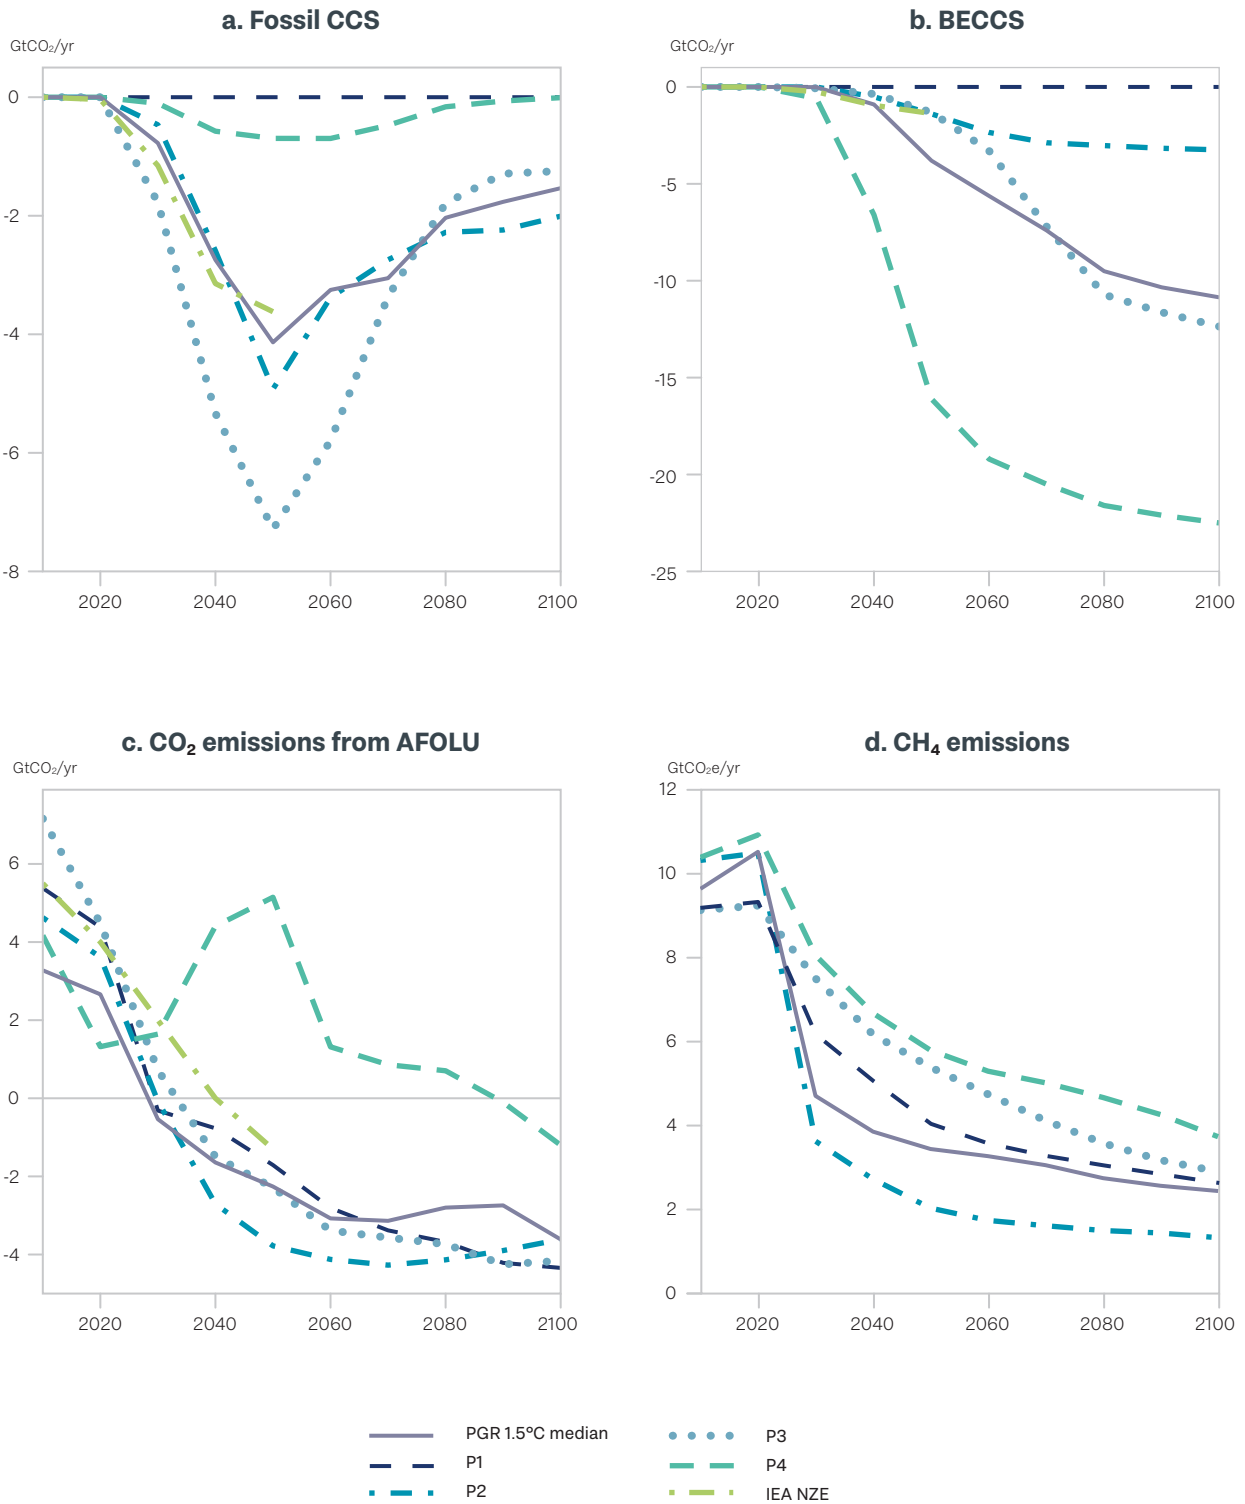 a. Fossil CCS
GtCO₂/yr
0
-2
-4
-6
-8
2020 2040 2060 2080 2100
b. BECCS
GtCO₂/yr
0
-5
-10
-15
-20
-25
2020 2040 2060 2080 2100
c. CO₂ emissions from AFOLU
GtCO₂/yr
6
4
2
0
-2
-4
2020 2040 2060 2080 2100
d. CH₄ emissions
GtCO₂e/yr
12
10
8
6
4
2
0
2020 2040 2060 2080 2100
PGR 1.5°C median
P1
P2
P3
P4
IEA NZE